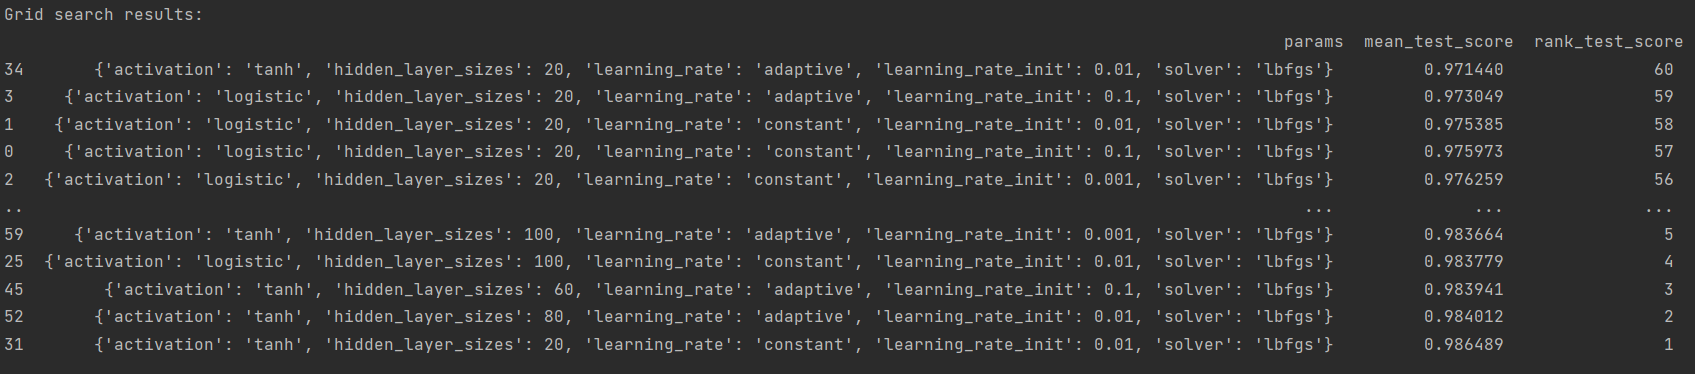 Grid search results:
params mean_test_score rank_test_score
34 {'activation': 'tanh', 'hidden_layer_sizes': 20, 'learning_rate': 'adaptive', 'learning_rate_init': 0.01, 'solver': 'lbfgs'} 0.971440 60
3 {'activation': 'logistic', 'hidden_layer_sizes': 20, 'learning_rate': 'adaptive', 'learning_rate_init': 0.1, 'solver': 'lbfgs'} 0.973049 59
1 {'activation': 'logistic', 'hidden_layer_sizes': 20, 'learning_rate': 'constant', 'learning_rate_init': 0.01, 'solver': 'lbfgs'} 0.975385 58
0 {'activation': 'logistic', 'hidden_layer_sizes': 20, 'learning_rate': 'constant', 'learning_rate_init': 0.1, 'solver': 'lbfgs'} 0.975973 57
2 {'activation': 'logistic', 'hidden_layer_sizes': 20, 'learning_rate': 'constant', 'learning_rate_init': 0.001, 'solver': 'lbfgs'} 0.976259 56
.. ... ... ...
59 {'activation': 'tanh', 'hidden_layer_sizes': 100, 'learning_rate': 'adaptive', 'learning_rate_init': 0.001, 'solver': 'lbfgs'} 0.983664 5
25 {'activation': 'logistic', 'hidden_layer_sizes': 100, 'learning_rate': 'constant', 'learning_rate_init': 0.01, 'solver': 'lbfgs'} 0.983779 4
45 {'activation': 'tanh', 'hidden_layer_sizes': 60, 'learning_rate': 'adaptive', 'learning_rate_init': 0.1, 'solver': 'lbfgs'} 0.983941 3
52 {'activation': 'tanh', 'hidden_layer_sizes': 80, 'learning_rate': 'adaptive', 'learning_rate_init': 0.01, 'solver': 'lbfgs'} 0.984012 2
31 {'activation': 'tanh', 'hidden_layer_sizes': 20, 'learning_rate': 'constant', 'learning_rate_init': 0.01, 'solver': 'lbfgs'} 0.986489 1